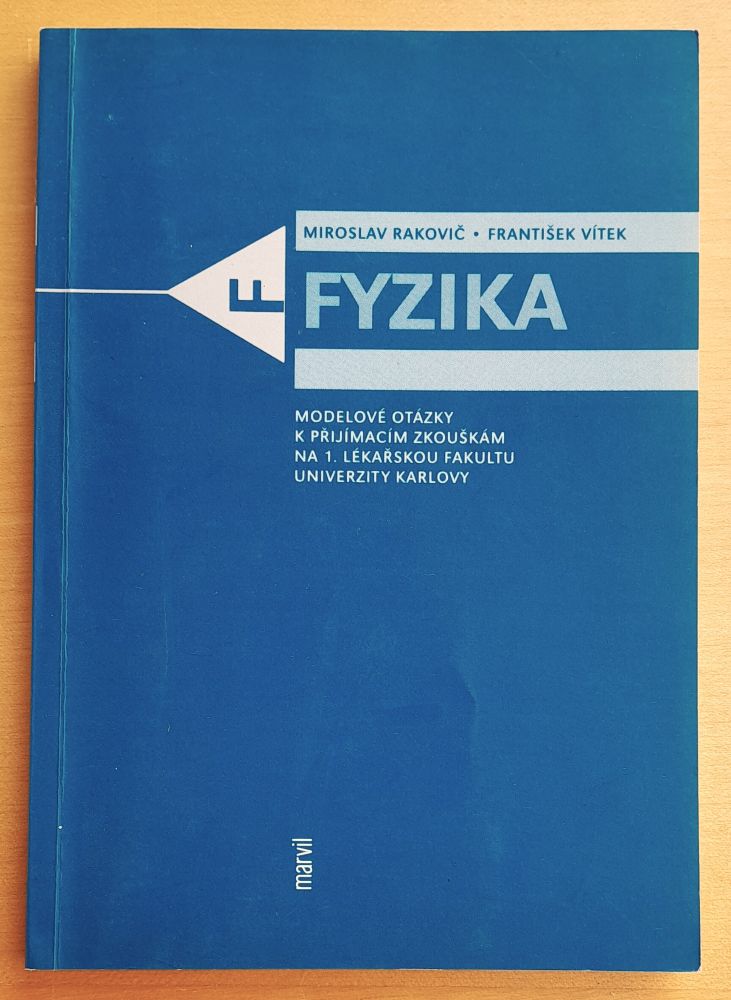 MIROSLAV RAKOVIČ • FRANTIŠEK VÍTEK
F
FYZIKA
MODELOVÉ OTÁZKY
K PŘIJÍMACÍM ZKOUŠKÁM
NA 1. LÉKAŘSKOU FAKULTU
UNIVERZITY KARLOVY
marvil